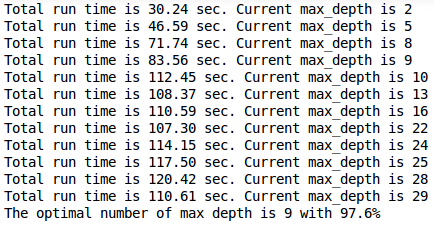 Total run time is 30.24 sec. Current max_depth is 2
Total run time is 46.59 sec. Current max_depth is 5
Total run time is 71.74 sec. Current max_depth is 8
Total run time is 83.56 sec. Current max_depth is 9
Total run time is 112.45 sec. Current max_depth is 10
Total run time is 108.37 sec. Current max_depth is 13
Total run time is 110.59 sec. Current max_depth is 16
Total run time is 107.30 sec. Current max_depth is 22
Total run time is 114.15 sec. Current max_depth is 24
Total run time is 117.50 sec. Current max_depth is 25
Total run time is 120.42 sec. Current max_depth is 28
Total run time is 110.61 sec. Current max_depth is 29
The optimal number of max depth is 9 with 97.6%